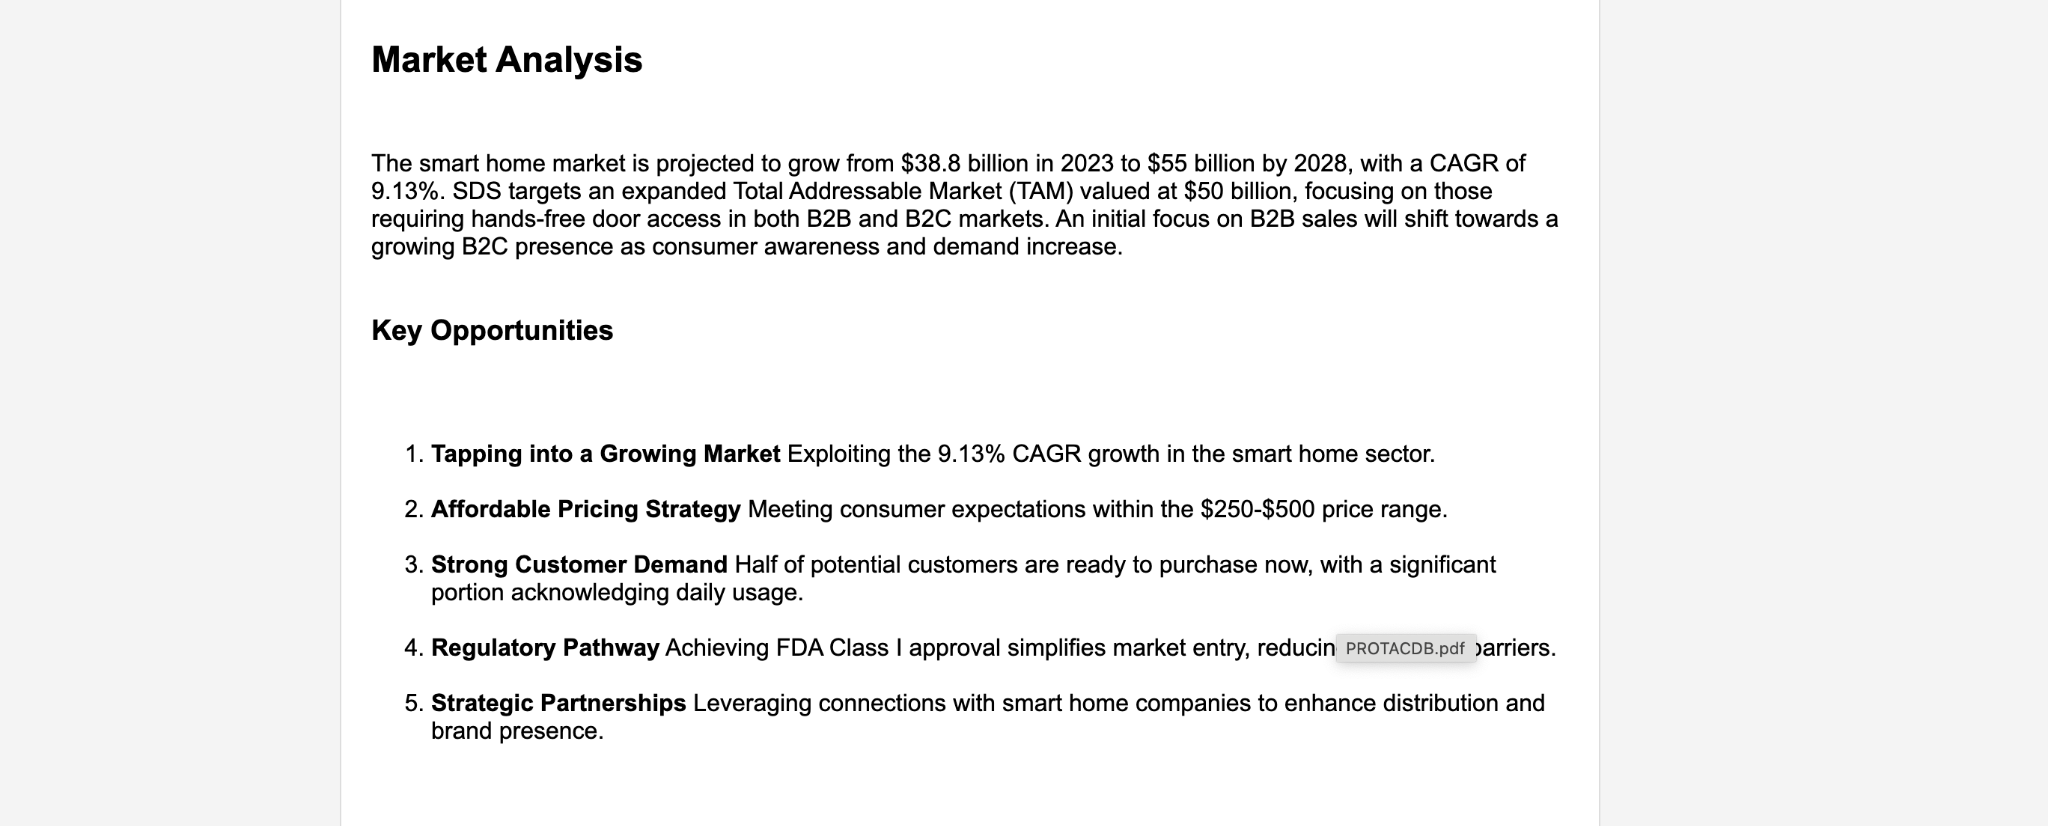 Market Analysis
The smart home market is projected to grow from $38.8 billion in 2023 to $55 billion by 2028, with a CAGR of
9.13%. SDS targets an expanded Total Addressable Market (TAM) valued at $50 billion, focusing on those
requiring hands-free door access in both B2B and B2C markets. An initial focus on B2B sales will shift towards a
growing B2C presence as consumer awareness and demand increase.
Key Opportunities
1. Tapping into a Growing Market Exploiting the 9.13% CAGR growth in the smart home sector.
2. Affordable Pricing Strategy Meeting consumer expectations within the $250-$500 price range.
3. Strong Customer Demand Half of potential customers are ready to purchase now, with a significant
portion acknowledging daily usage.
4. Regulatory Pathway Achieving FDA Class I approval simplifies market entry, reducin PROTACDB.pdf barriers.
5. Strategic Partnerships Leveraging connections with smart home companies to enhance distribution and
brand presence.